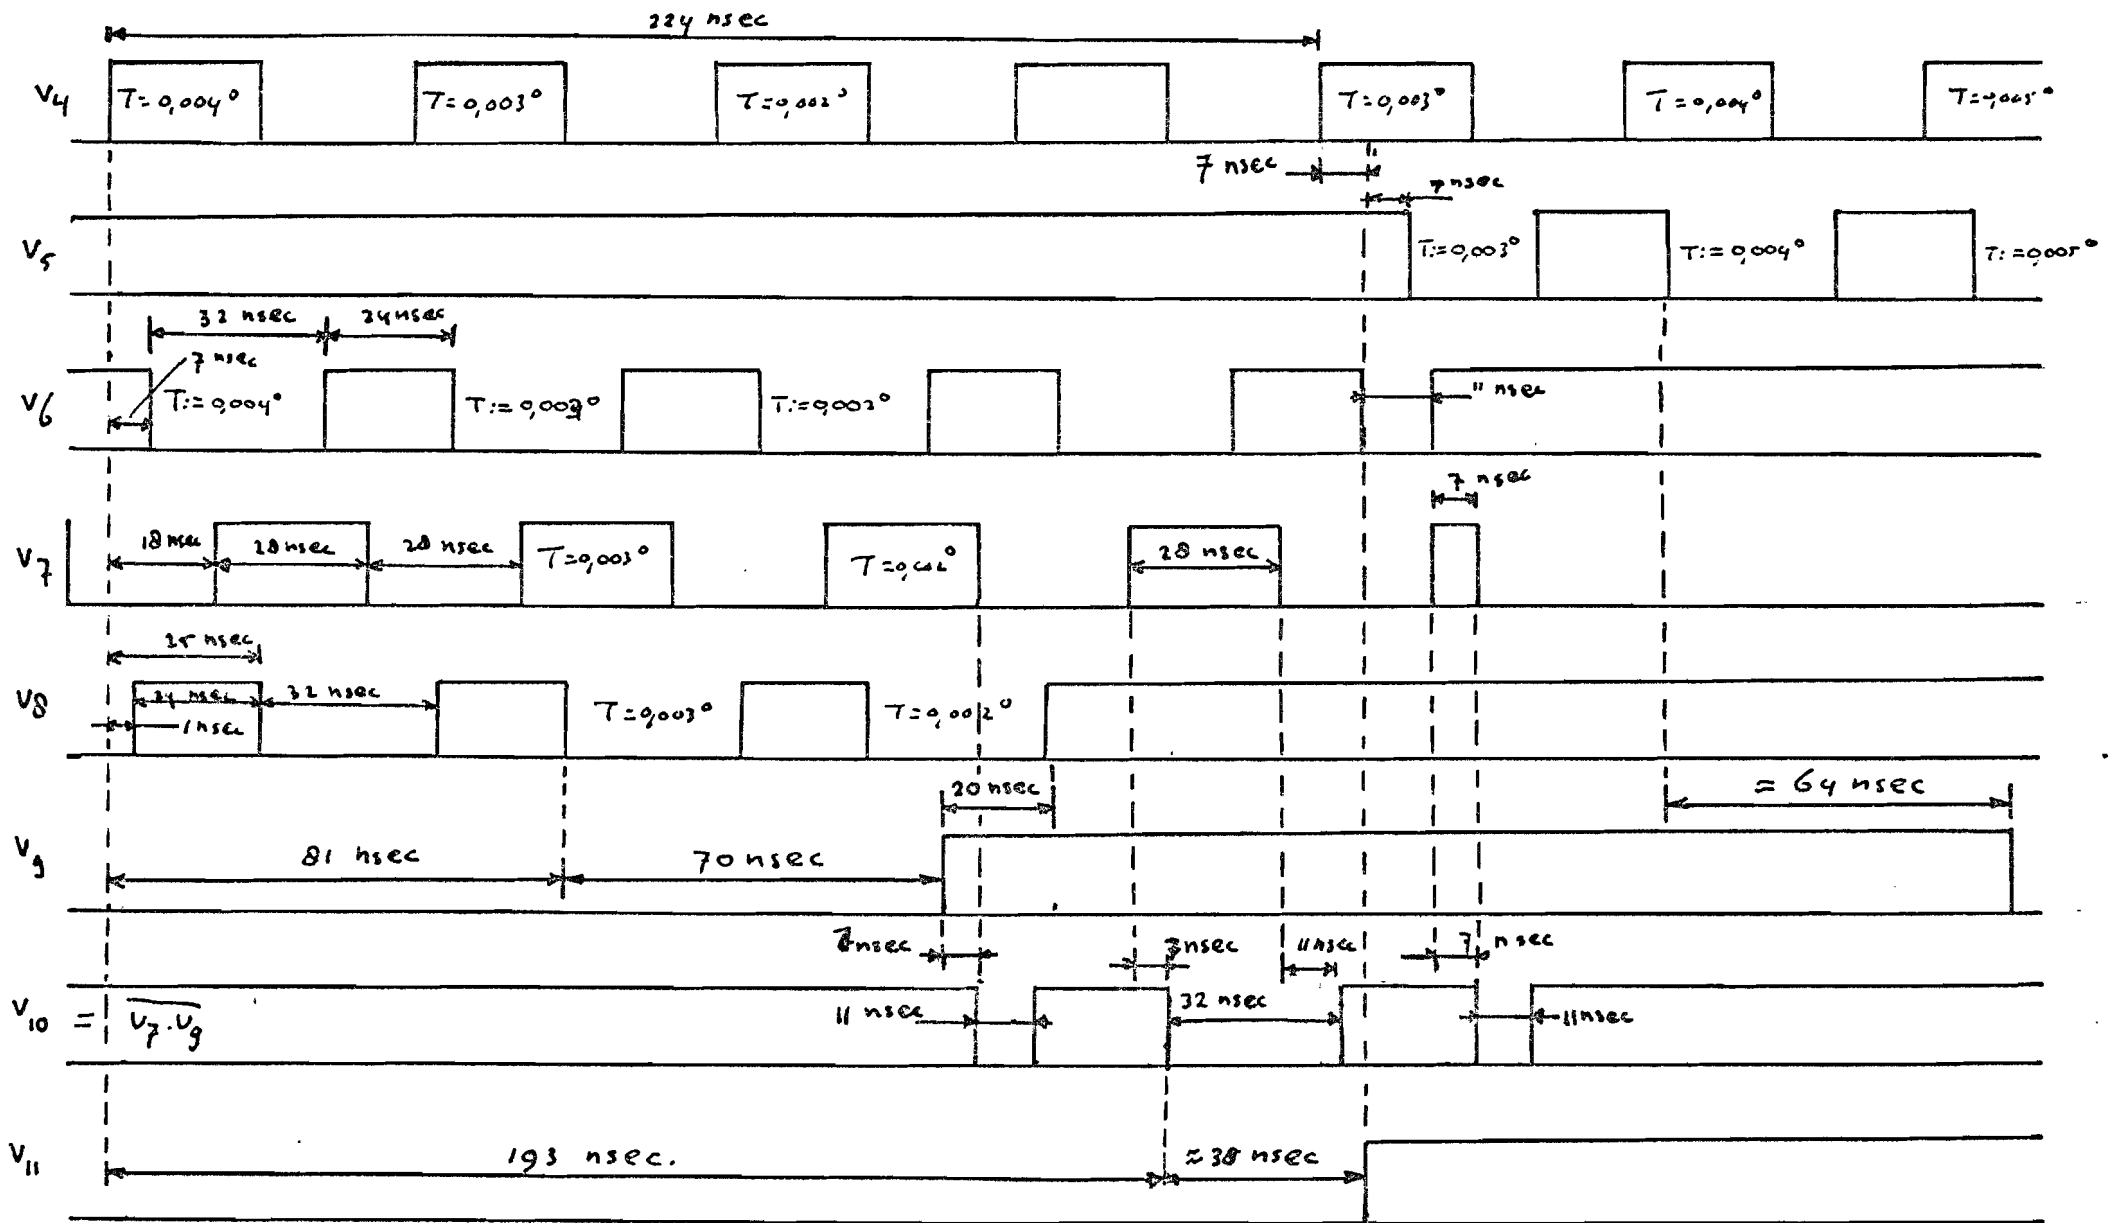 224 nsec
V4
T=0,004°
T=0,003°
T=0,002°
T=0,003°
T=0,004°
T=0,005°
7 nsec
7 nsec
V5
T:=0,003°
T:=0,004°
T:=0,005°
32 nsec
24 nsec
7 nsec
V6
T:=0,004°
T:=0,003°
T:=0,002°
11 nsec
7 nsec
V7
18 nsec
28 nsec
28 nsec
T=0,003°
T=0,002°
28 nsec
25 nsec
V8
24 nsec
32 nsec
1 nsec
T=0,003°
T=0,002°
20 nsec
= 64 nsec
V9
81 nsec
70 nsec
7 nsec
7 nsec
11 nsec
7 nsec
V10 = V7.V9
11 nsec
32 nsec
11 nsec
V11
193 nsec.
≈38 nsec